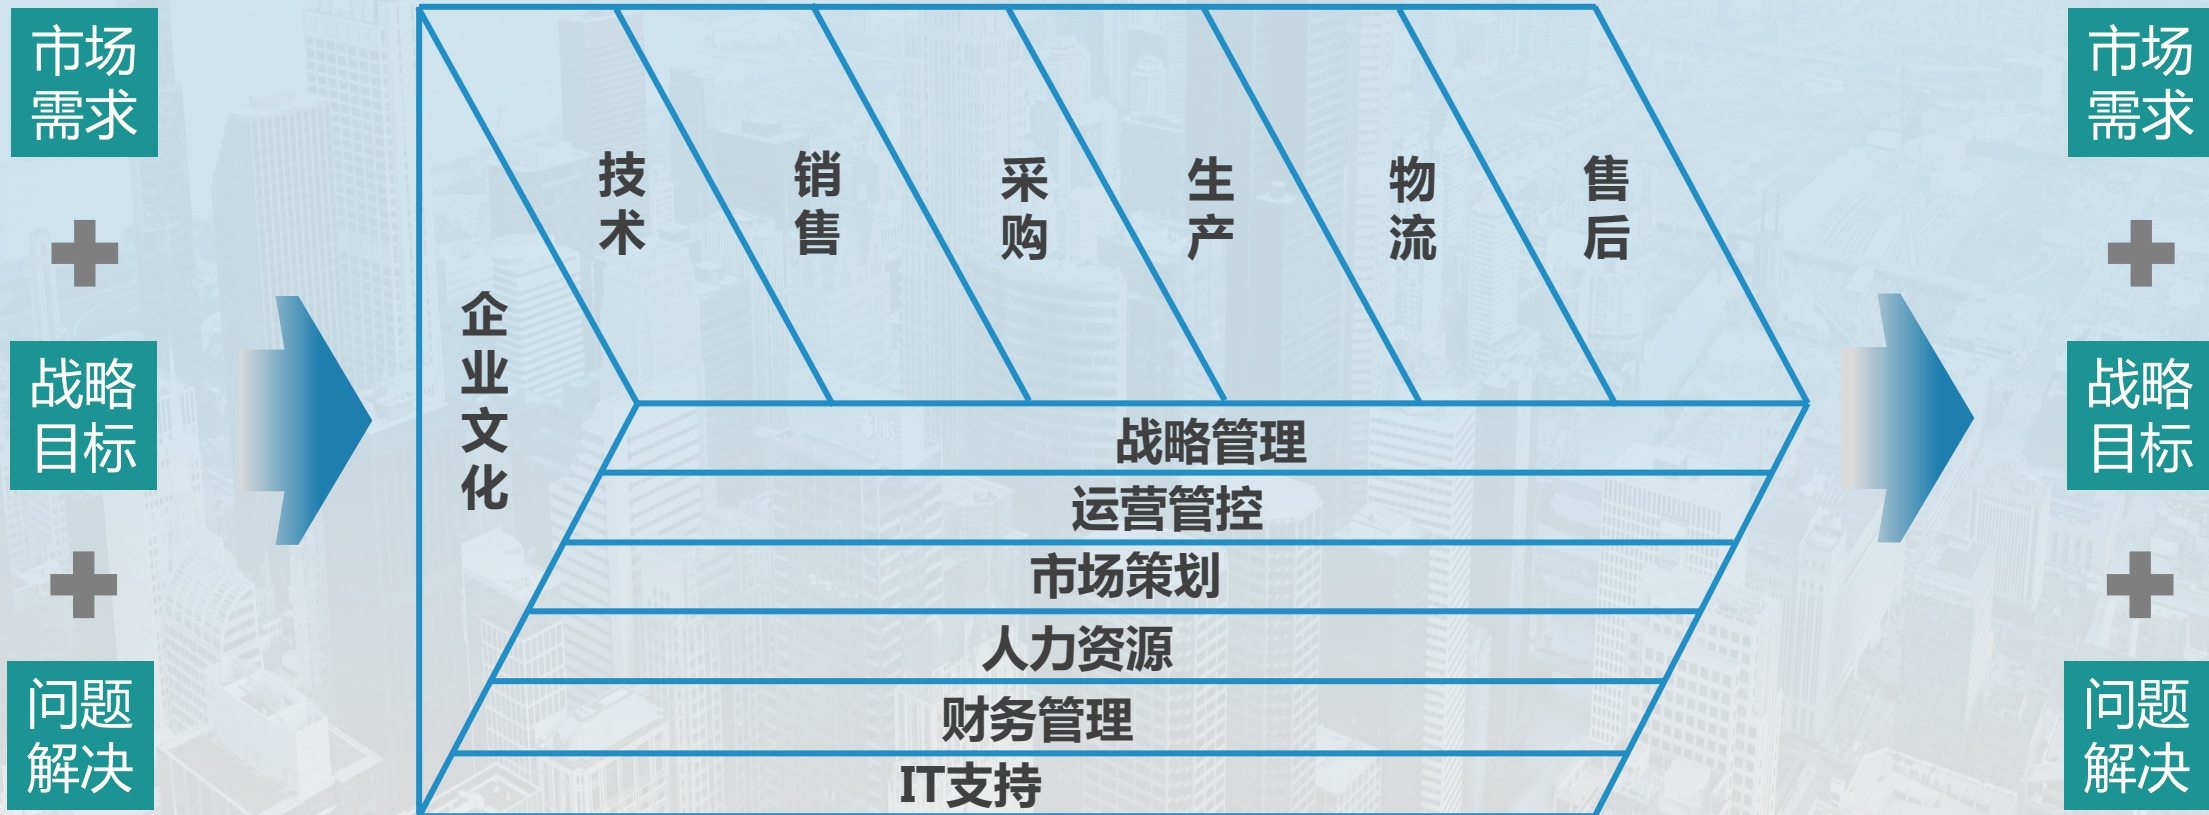 市场
需求
战略
目标
问题
解决
企业文化
技术
销售
采购
生产
物流
售后
战略管理
运营管控
市场策划
人力资源
财务管理
IT支持
市场
需求
战略
目标
问题
解决